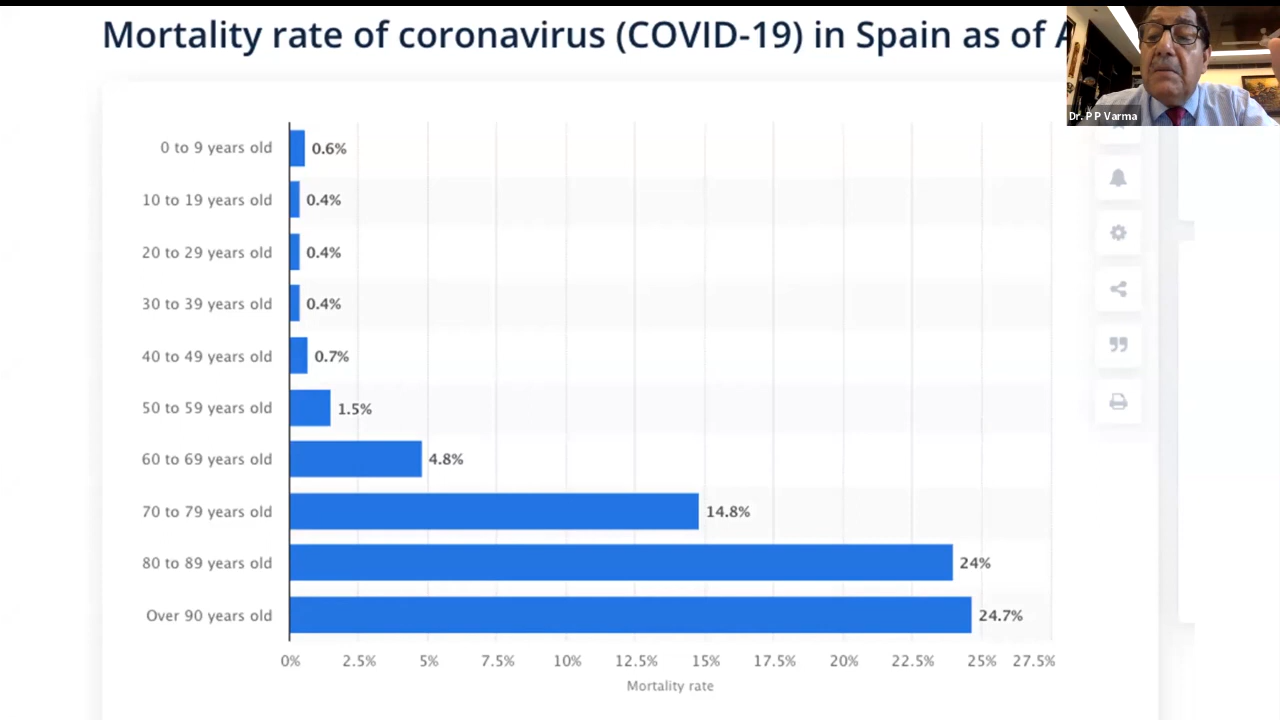 Mortality rate of coronavirus (COVID-19) in Spain as of A
Dr. P P Varma
0 to 9 years old 0.6%
10 to 19 years old 0.4%
20 to 29 years old 0.4%
30 to 39 years old 0.4%
40 to 49 years old 0.7%
50 to 59 years old 1.5%
60 to 69 years old 4.8%
70 to 79 years old 14.8%
80 to 89 years old 24%
Over 90 years old 24.7%
0% 2.5% 5% 7.5% 10% 12.5% 15% 17.5% 20% 22.5% 25% 27.5%
Mortality rate